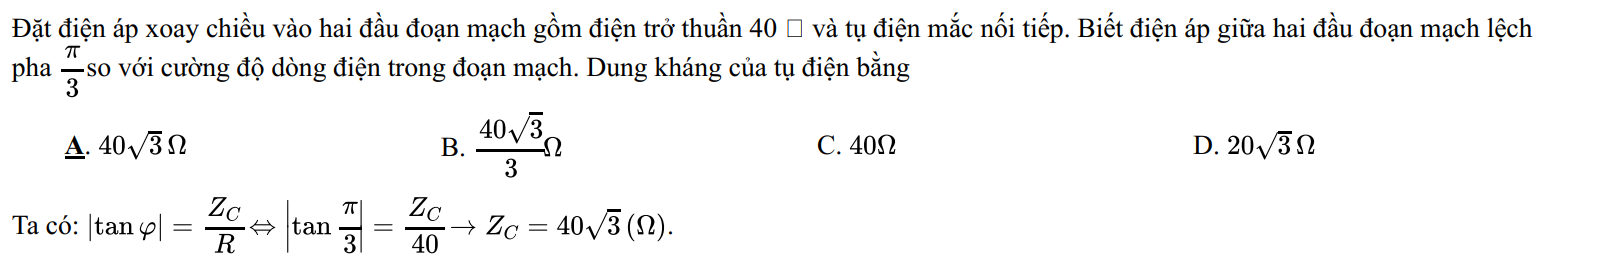 Đặt điện áp xoay chiều vào hai đầu đoạn mạch gồm điện trở thuần 40 □ và tụ điện mắc nối tiếp. Biết điện áp giữa hai đầu đoạn mạch lệch
pha $\frac{\pi}{3}$ so với cường độ dòng điện trong đoạn mạch. Dung kháng của tụ điện bằng
A. $40\sqrt{3}\,\Omega$ B. $\frac{40\sqrt{3}}{3}\Omega$ C. $40\Omega$ D. $20\sqrt{3}\,\Omega$
Ta có: $|\tan\varphi| = \frac{Z_C}{R} \Leftrightarrow \left|\tan\frac{\pi}{3}\right| = \frac{Z_C}{40} \rightarrow Z_C = 40\sqrt{3}\,(\Omega).$